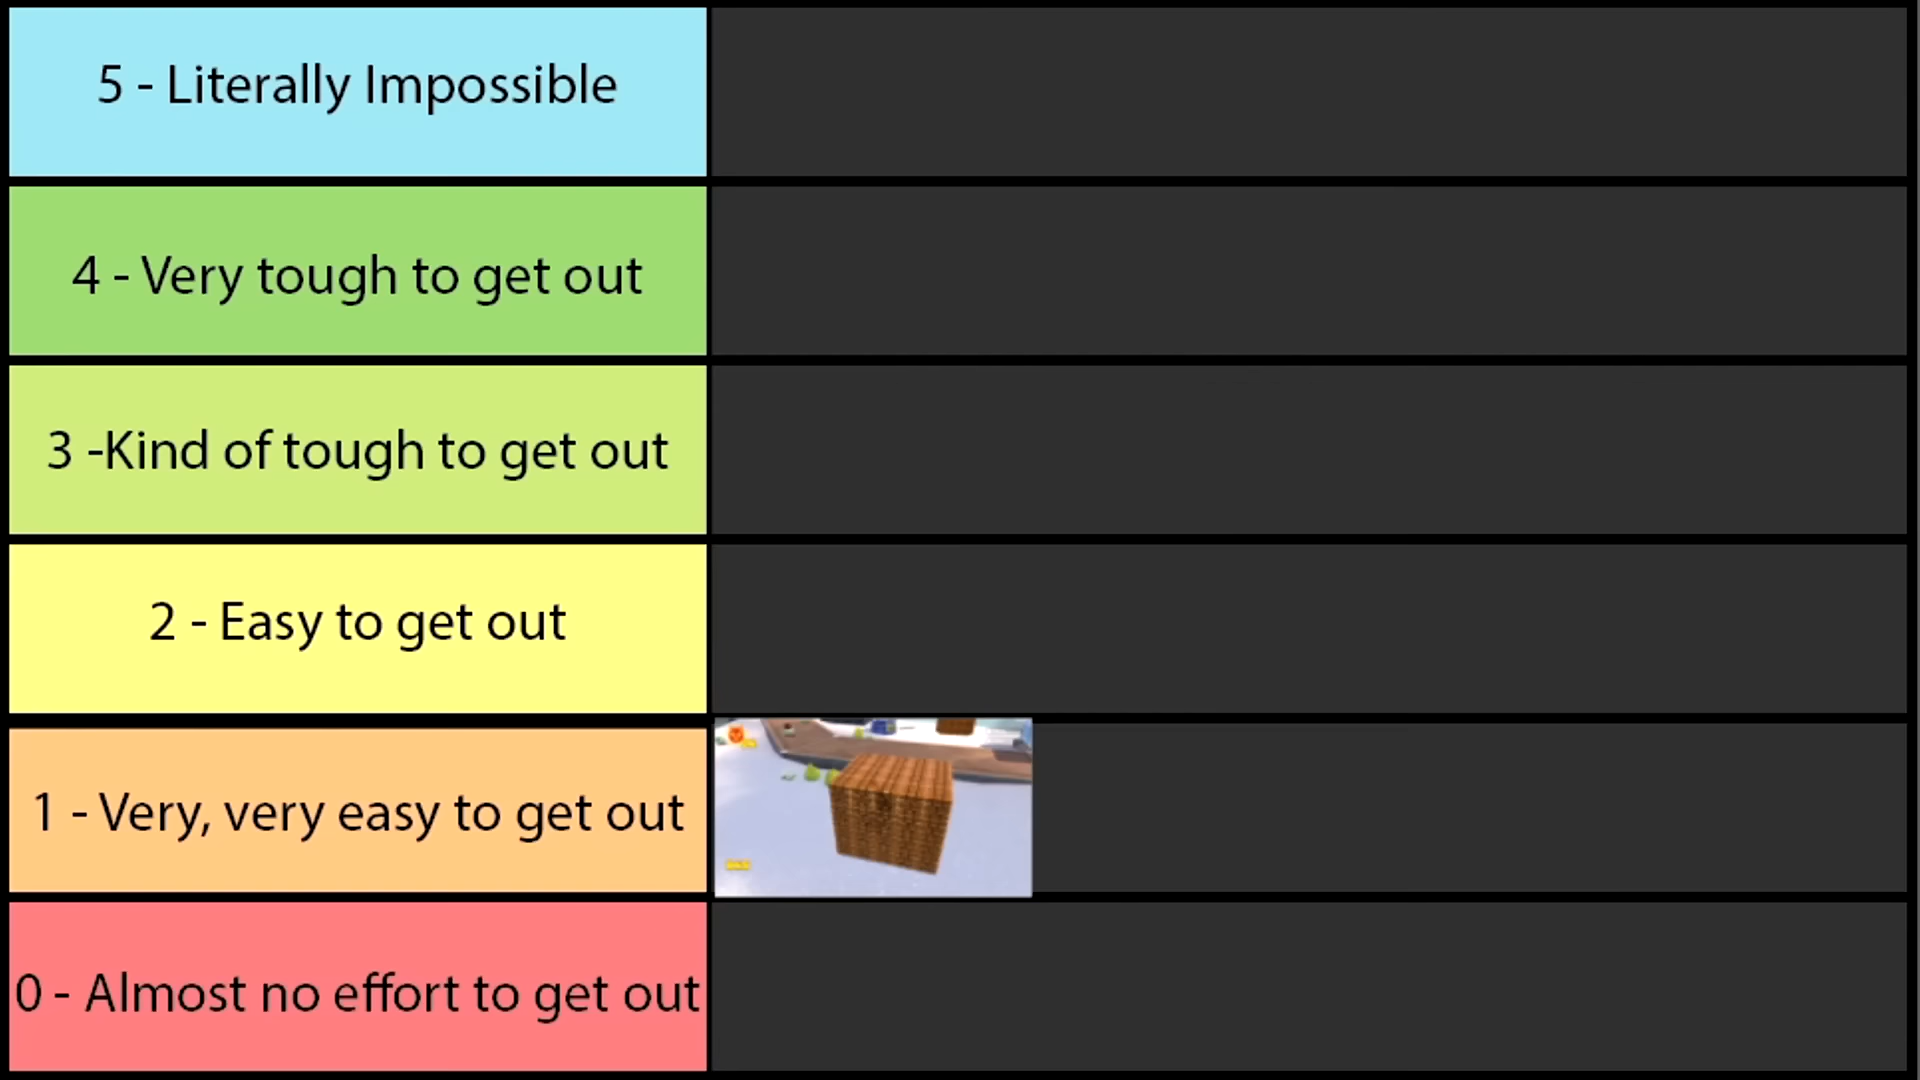 5 - Literally Impossible
4 - Very tough to get out
3 -Kind of tough to get out
2 - Easy to get out
1 - Very, very easy to get out
0 - Almost no effort to get out